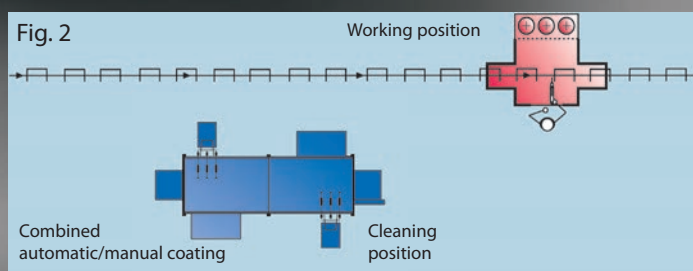 Fig. 2
Working position
Combined
automatic/manual coating
Cleaning
position